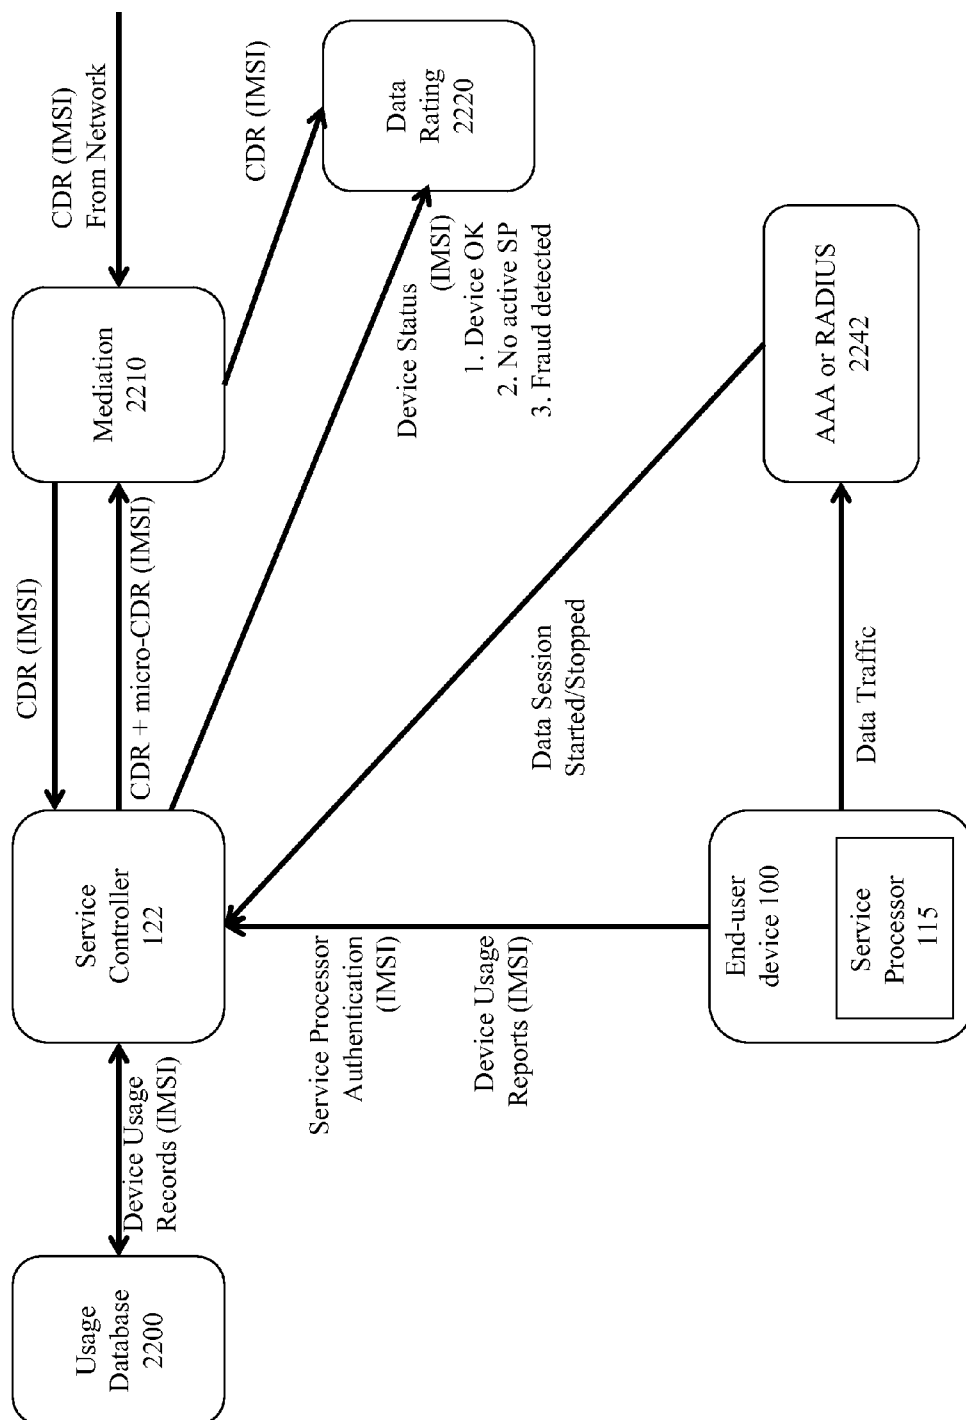 Usage
Database
2200
Device Usage
Records (IMSI)
Service
Controller
122
CDR (IMSI)
CDR + micro-CDR (IMSI)
Mediation
2210
CDR (IMSI)
From Network
CDR (IMSI)
Data
Rating
2220
Device Status
(IMSI)
1. Device OK
2. No active SP
3. Fraud detected
Service Processor
Authentication
(IMSI)
Device Usage
Reports (IMSI)
Data Session
Started/Stopped
End-user
device 100
Service
Processor
115
Data Traffic
AAA or RADIUS
2242